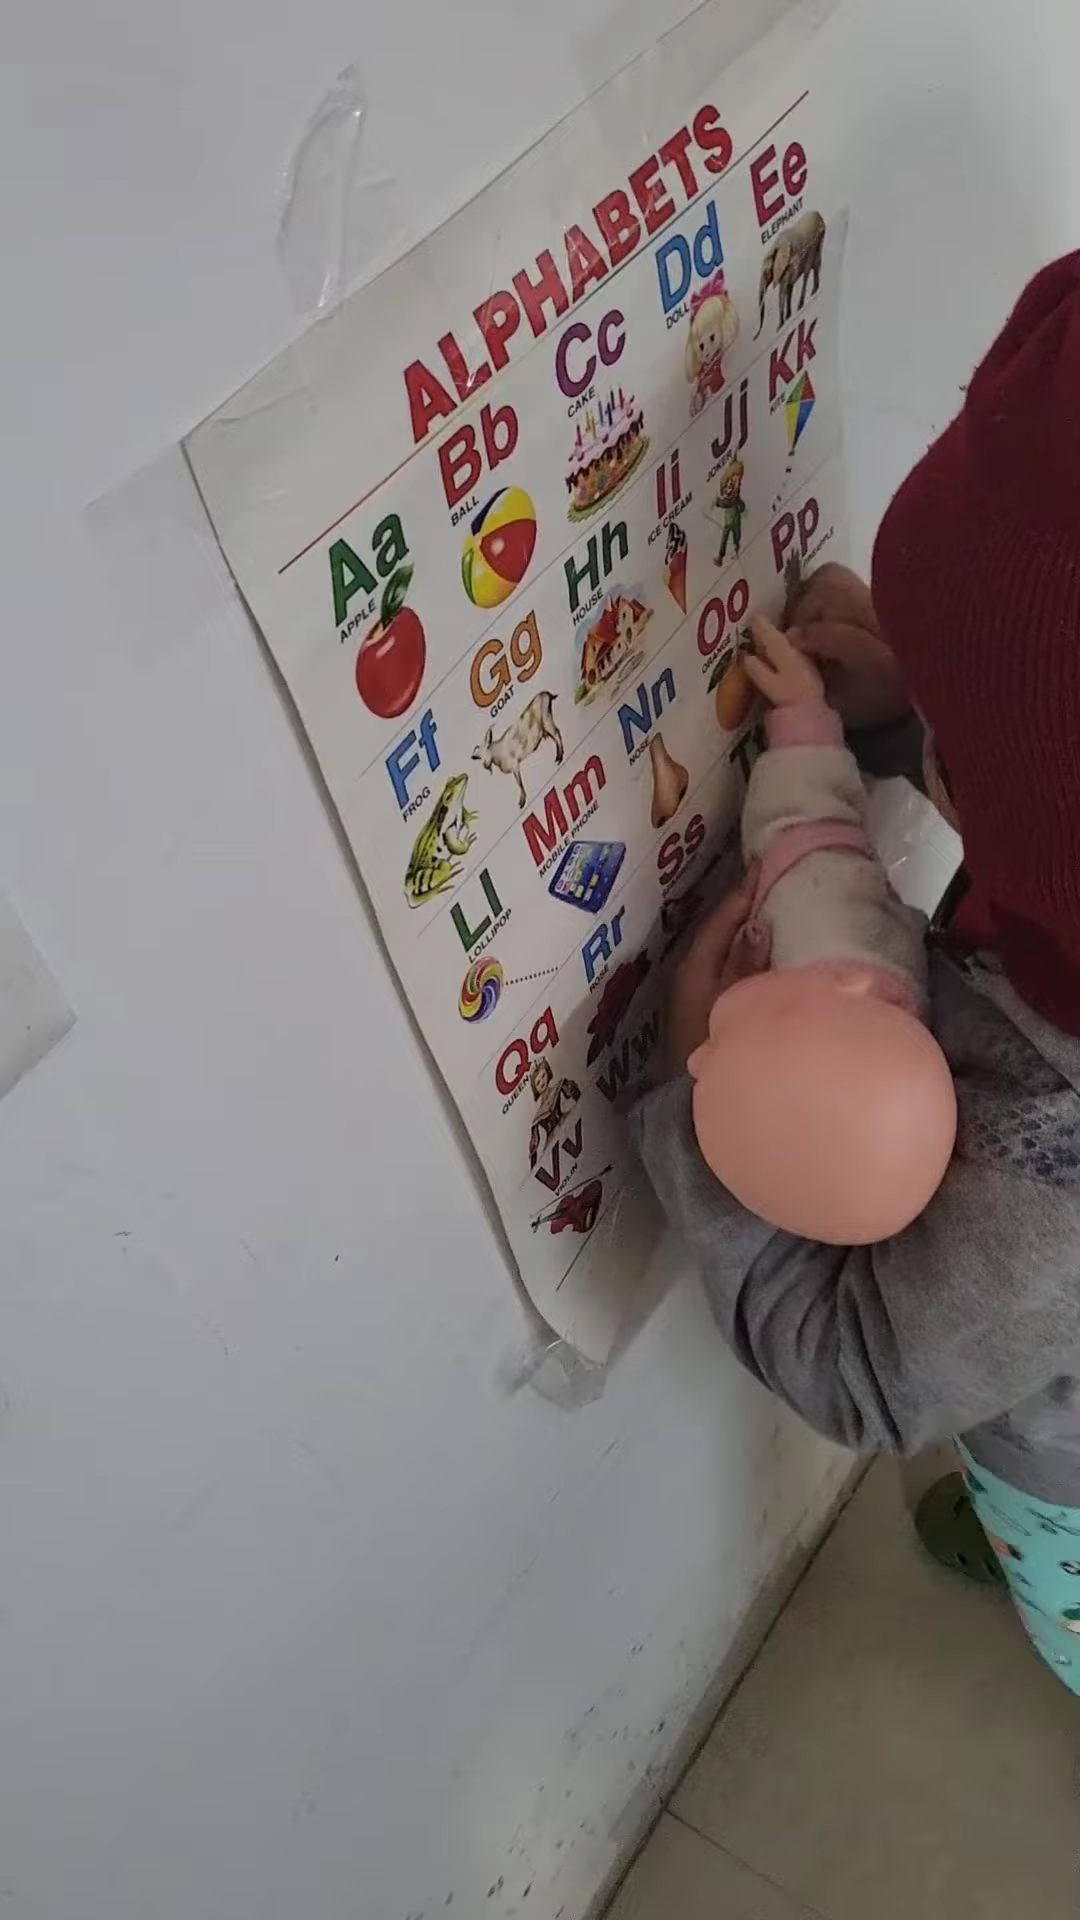 ALPHABETS
Aa Bb Cc Dd Ee
APPLE BALL CAKE DOLL ELEPHANT
Ff Gg Hh Ii Jj Kk
FROG GOAT HOUSE ICE CREAM JOKER KITE
Ll Mm Nn Oo Pp
LOLLIPOP MOBILE PHONE NOSE ORANGE
Qq Rr Ss
QUEEN ROSE
Vv Ww
VIOLIN